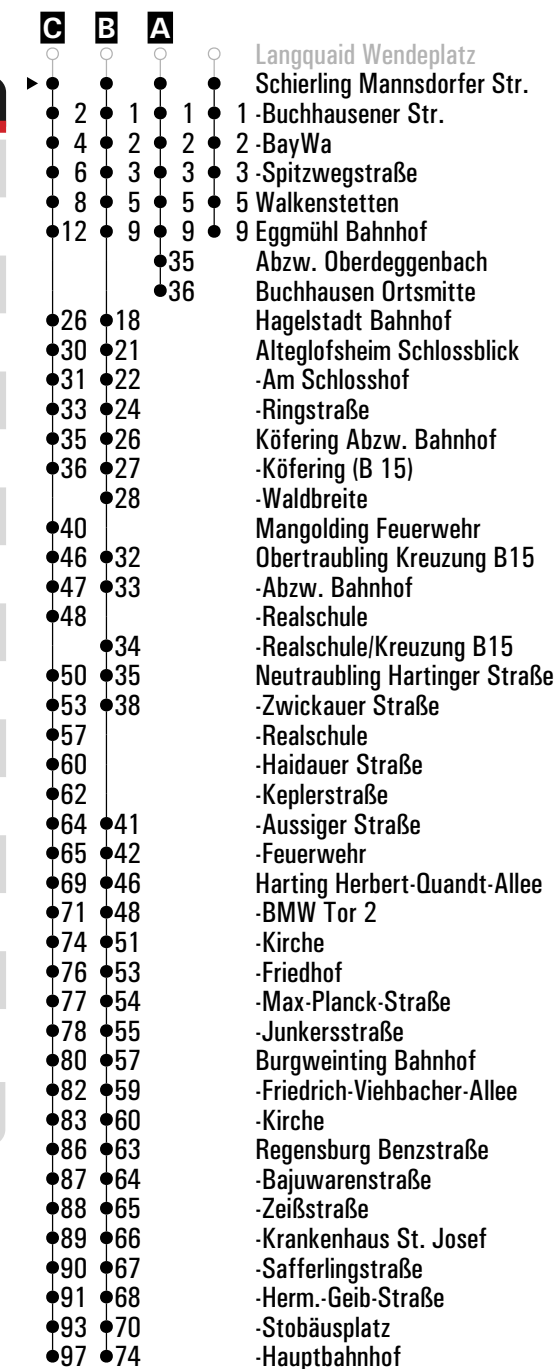 C B A
Langquaid Wendeplatz
Schierling Mannsdorfer Str.
2 1 1 1 -Buchhausener Str.
4 2 2 2 -BayWa
6 3 3 3 -Spitzwegstraße
8 5 5 5 Walkenstetten
12 9 9 9 Eggmühl Bahnhof
35 Abzw. Oberdeggenbach
36 Buchhausen Ortsmitte
26 18 Hagelstadt Bahnhof
30 21 Alteglofsheim Schlossblick
31 22 -Am Schlosshof
33 24 -Ringstraße
35 26 Köfering Abzw. Bahnhof
36 27 -Köfering (B 15)
28 -Waldbreite
40 Mangolding Feuerwehr
46 32 Obertraubling Kreuzung B15
47 33 -Abzw. Bahnhof
48 -Realschule
34 -Realschule/Kreuzung B15
50 35 Neutraubling Hartinger Straße
53 38 -Zwickauer Straße
57 -Realschule
60 -Haidauer Straße
62 -Keplerstraße
64 41 -Aussiger Straße
65 42 -Feuerwehr
69 46 Harting Herbert-Quandt-Allee
71 48 -BMW Tor 2
74 51 -Kirche
76 53 -Friedhof
77 54 -Max-Planck-Straße
78 55 -Junkersstraße
80 57 Burgweinting Bahnhof
82 59 -Friedrich-Viehbacher-Allee
83 60 -Kirche
86 63 Regensburg Benzstraße
87 64 -Bajuwarenstraße
88 65 -Zeißstraße
89 66 -Krankenhaus St. Josef
90 67 -Safferlingstraße
91 68 -Herm.-Geib-Straße
93 70 -Stobäusplatz
97 74 -Hauptbahnhof